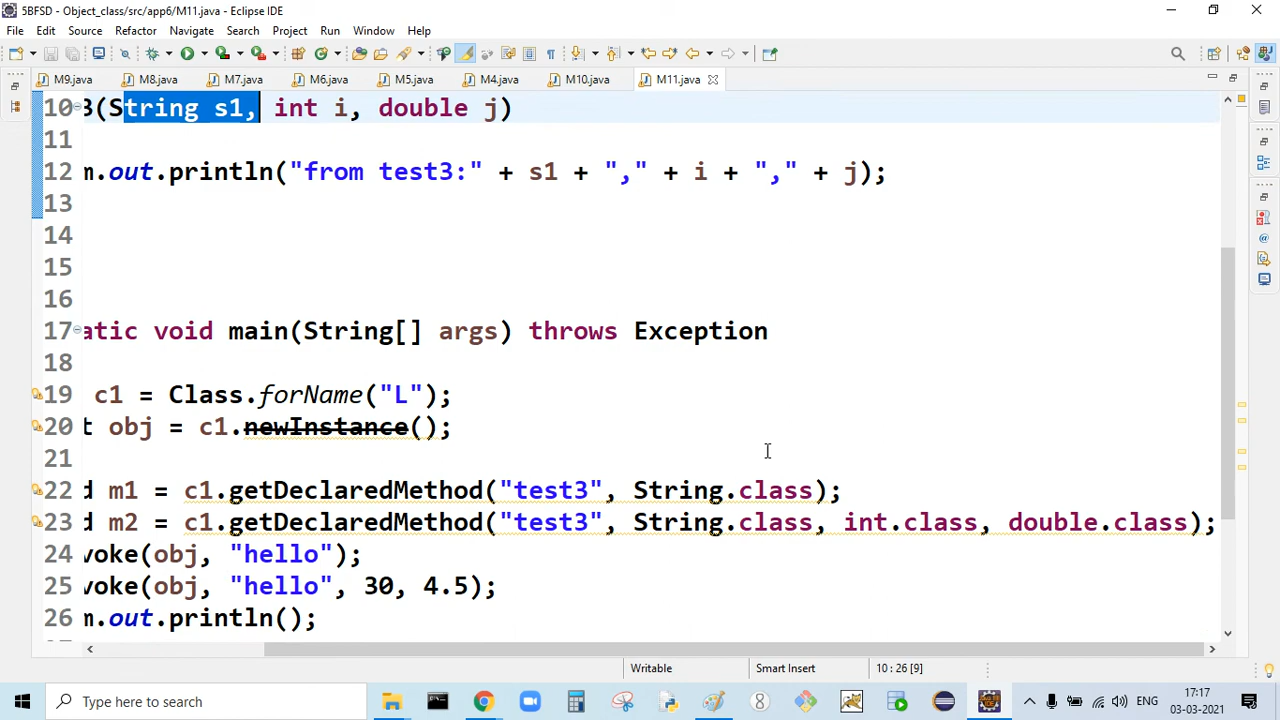 5BFSD - Object_class/src/app6/M11.java - Eclipse IDE
File Edit Source Refactor Navigate Search Project Run Window Help
M9.java M8.java M7.java M6.java M5.java M4.java M10.java M11.java
10 3(String s1, int i, double j)
11
12 m.out.println("from test3:" + s1 + "," + i + "," + j);
13
14
15
16
17 atic void main(String[] args) throws Exception
18
19 c1 = Class.forName("L");
20 t obj = c1.newInstance();
21
22 d m1 = c1.getDeclaredMethod("test3", String.class);
23 d m2 = c1.getDeclaredMethod("test3", String.class, int.class, double.class);
24 voke(obj, "hello");
25 voke(obj, "hello", 30, 4.5);
26 m.out.println();
Writable Smart Insert 10 : 26 [9]
Type here to search
ENG
17:17
03-03-2021